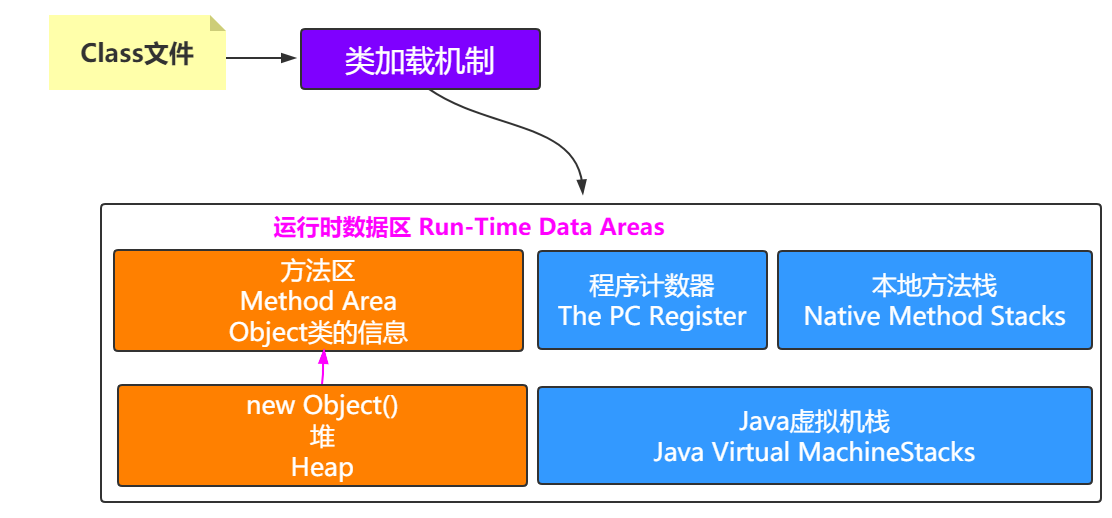 Class文件
类加载机制
运行时数据区 Run-Time Data Areas
方法区
Method Area
Object类的信息
程序计数器
The PC Register
本地方法栈
Native Method Stacks
new Object()
堆
Heap
Java虚拟机栈
Java Virtual MachineStacks